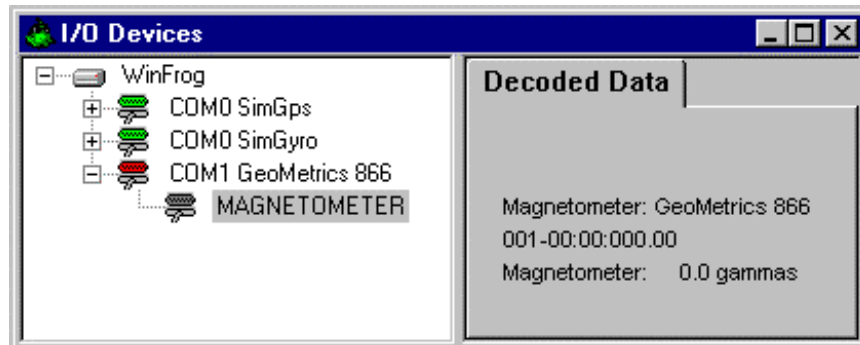 I/O Devices
WinFrog
COM0 SimGps
COM0 SimGyro
COM1 GeoMetrics 866
MAGNETOMETER
Decoded Data
Magnetometer: GeoMetrics 866
001-00:00:000.00
Magnetometer: 0.0 gammas